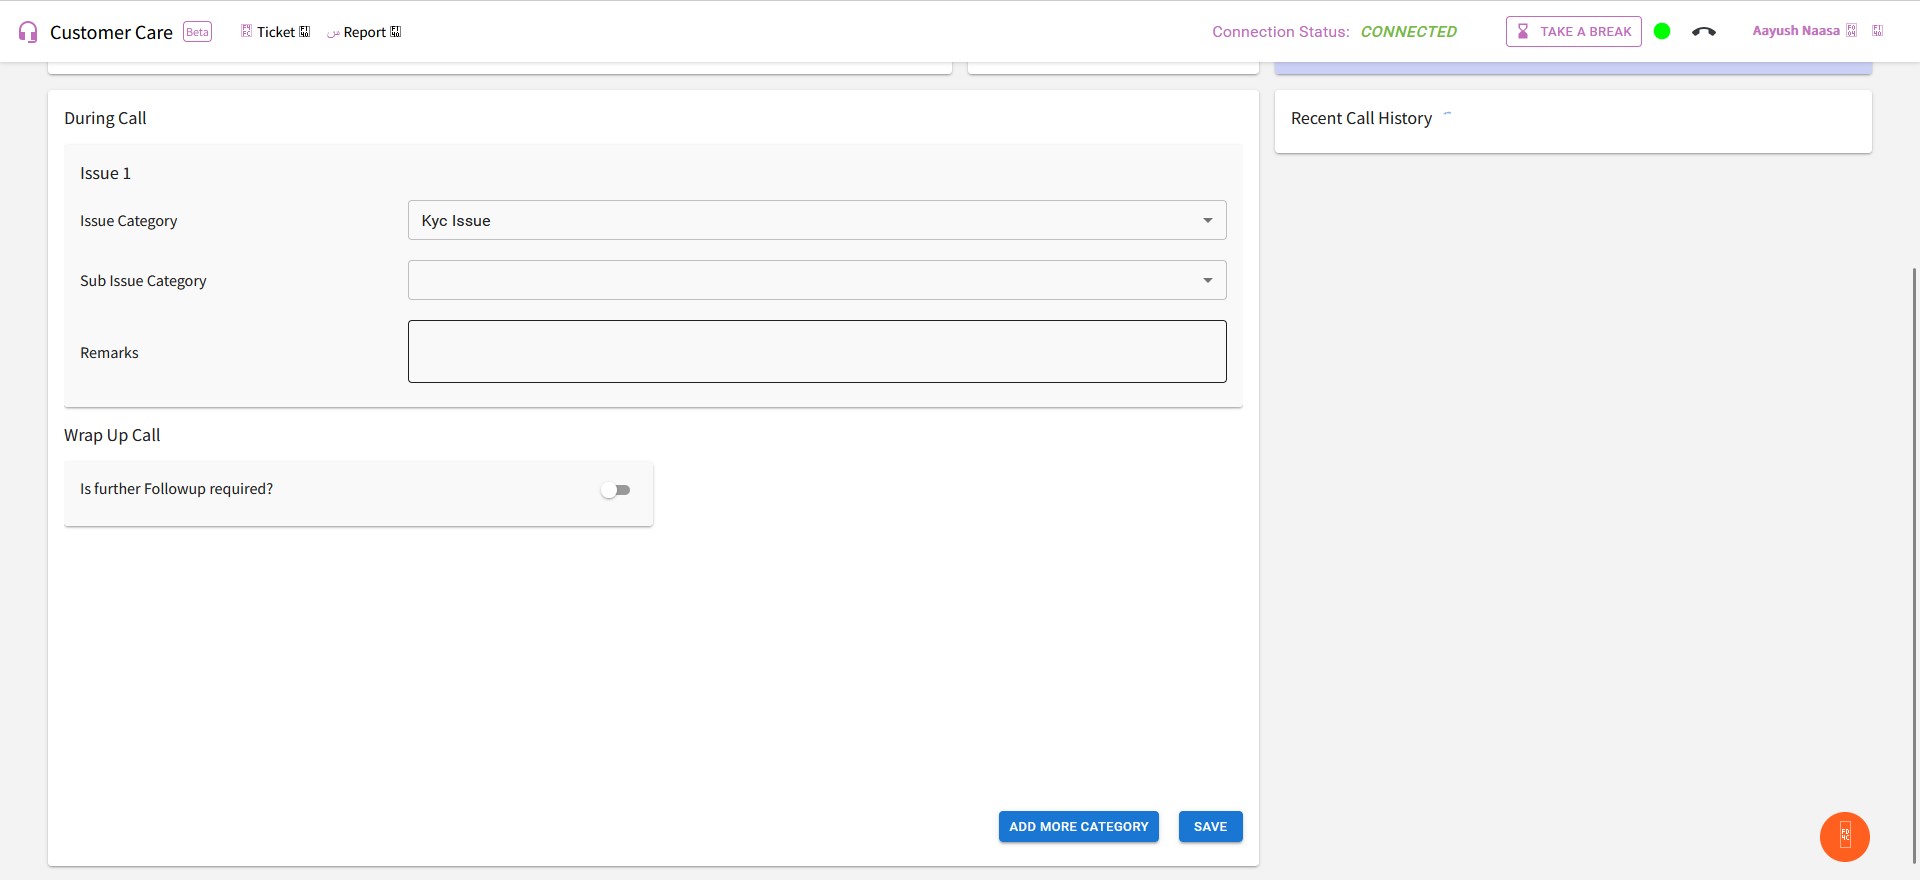 Customer Care Beta Ticket Report
Connection Status: CONNECTED
TAKE A BREAK
Aayush Naasa
During Call
Issue 1
Issue Category Kyc Issue
Sub Issue Category
Remarks
Wrap Up Call
Is further Followup required?
ADD MORE CATEGORY SAVE
Recent Call History